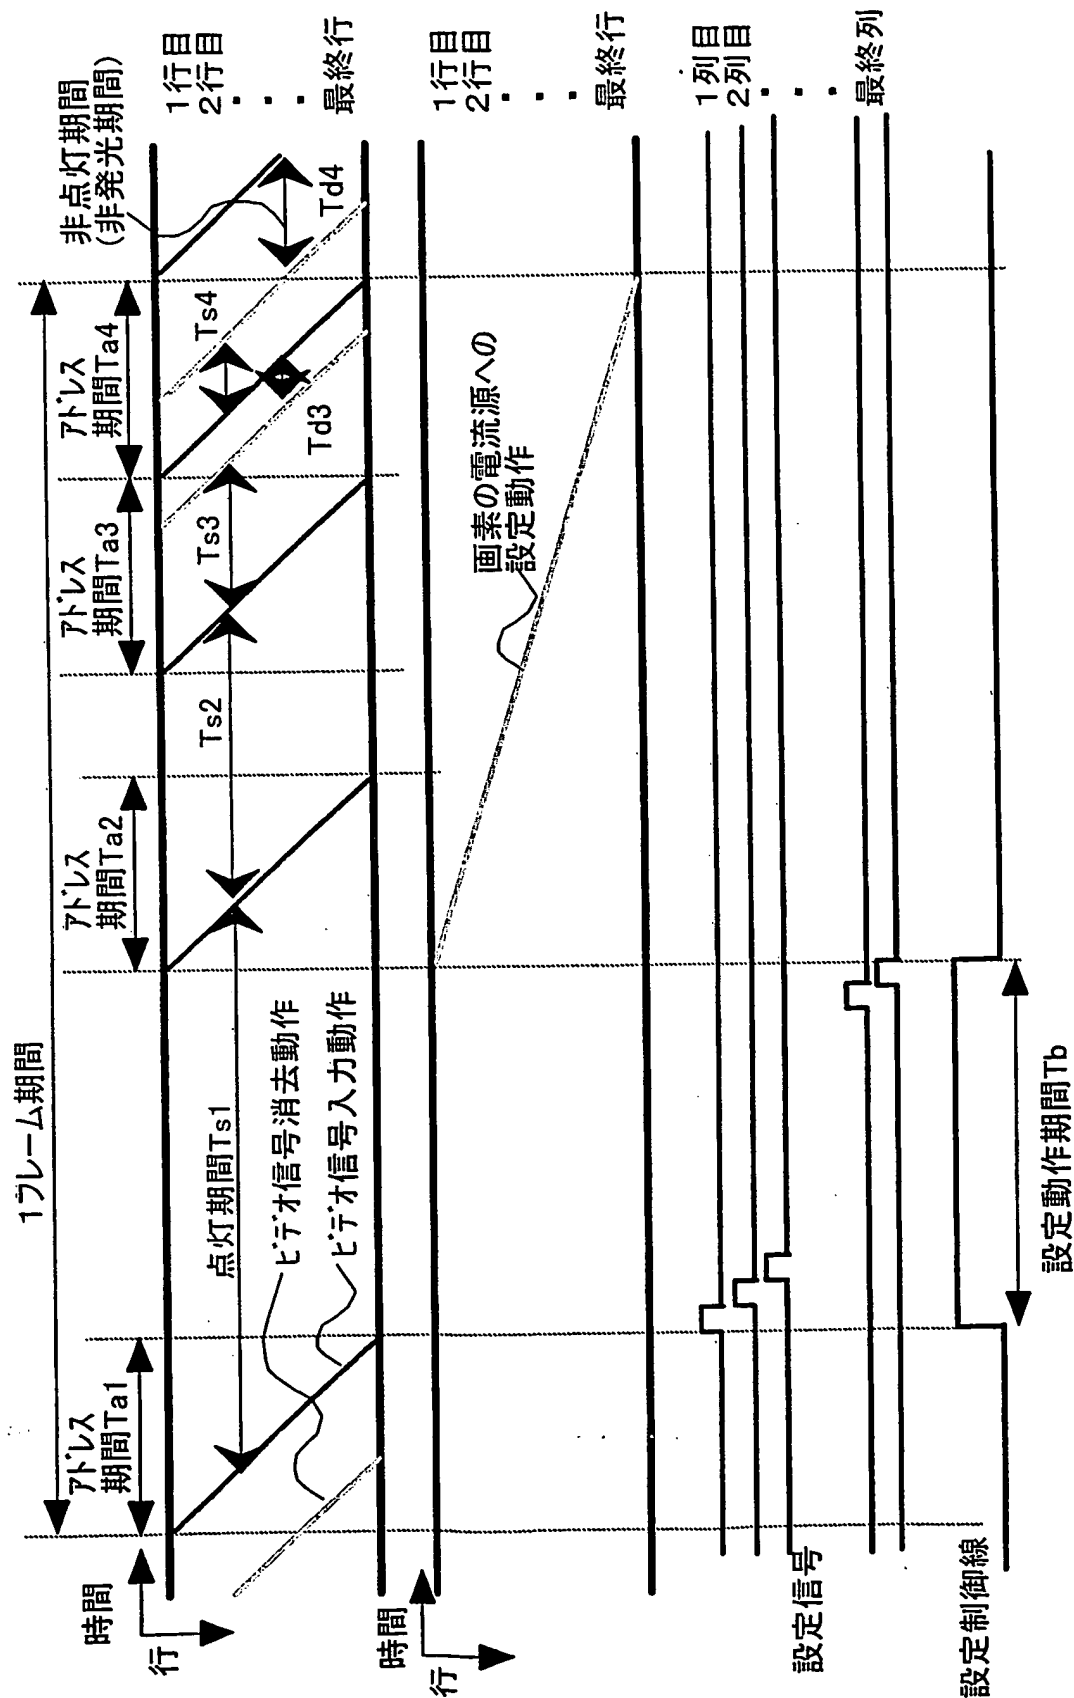 1フレーム期間
アドレス
期間Ta1
アドレス
期間Ta2
アドレス
期間Ta3
アドレス
期間Ta4
非点灯期間
(非発光期間)
時間
行
点灯期間Ts1
Ts2
Ts3
Ts4
Td3
Td4
ビデオ信号消去動作
ビデオ信号入力動作
1行目
2行目
最終行
時間
行
画素の電流源への
設定動作
1行目
2行目
最終行
設定信号
1列目
2列目
最終列
設定制御線
設定動作期間Tb